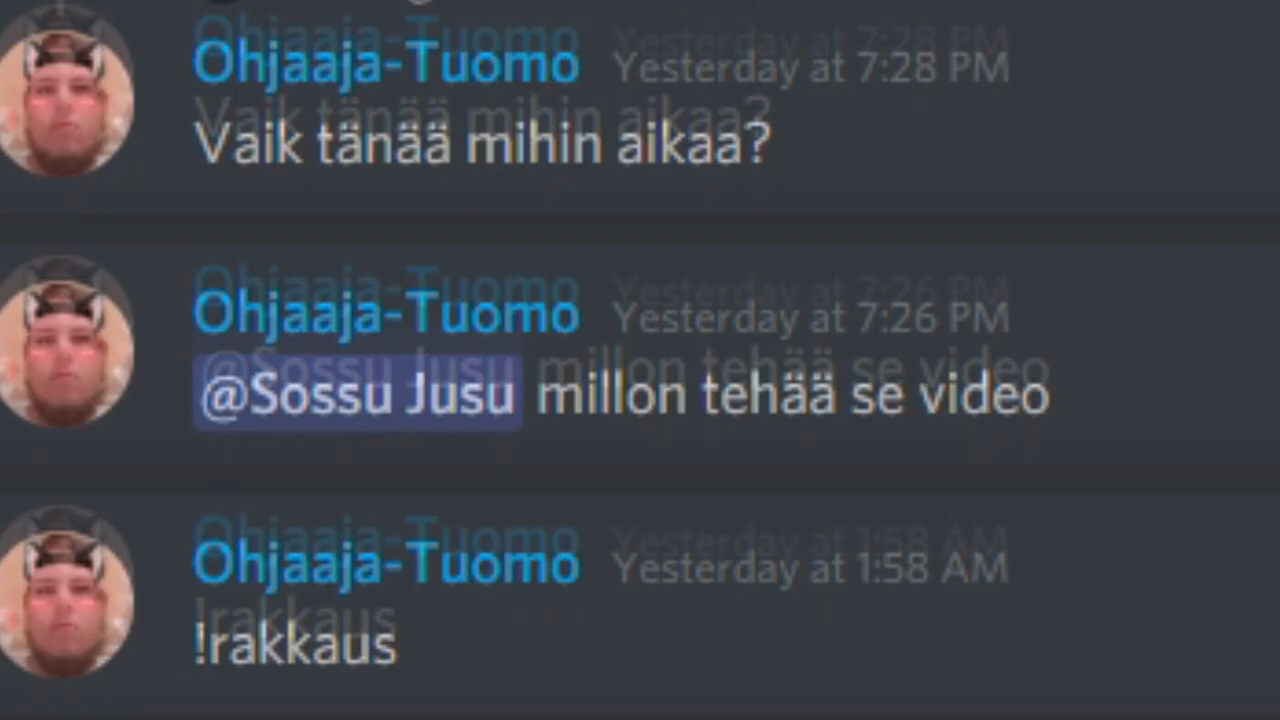 Ohjaaja-Tuomo Yesterday at 7:28 PM
Vaik tänää mihin aikaa?
Ohjaaja-Tuomo Yesterday at 7:26 PM
@Sossu Jusu millon tehää se video
Ohjaaja-Tuomo Yesterday at 1:58 AM
!rakkaus